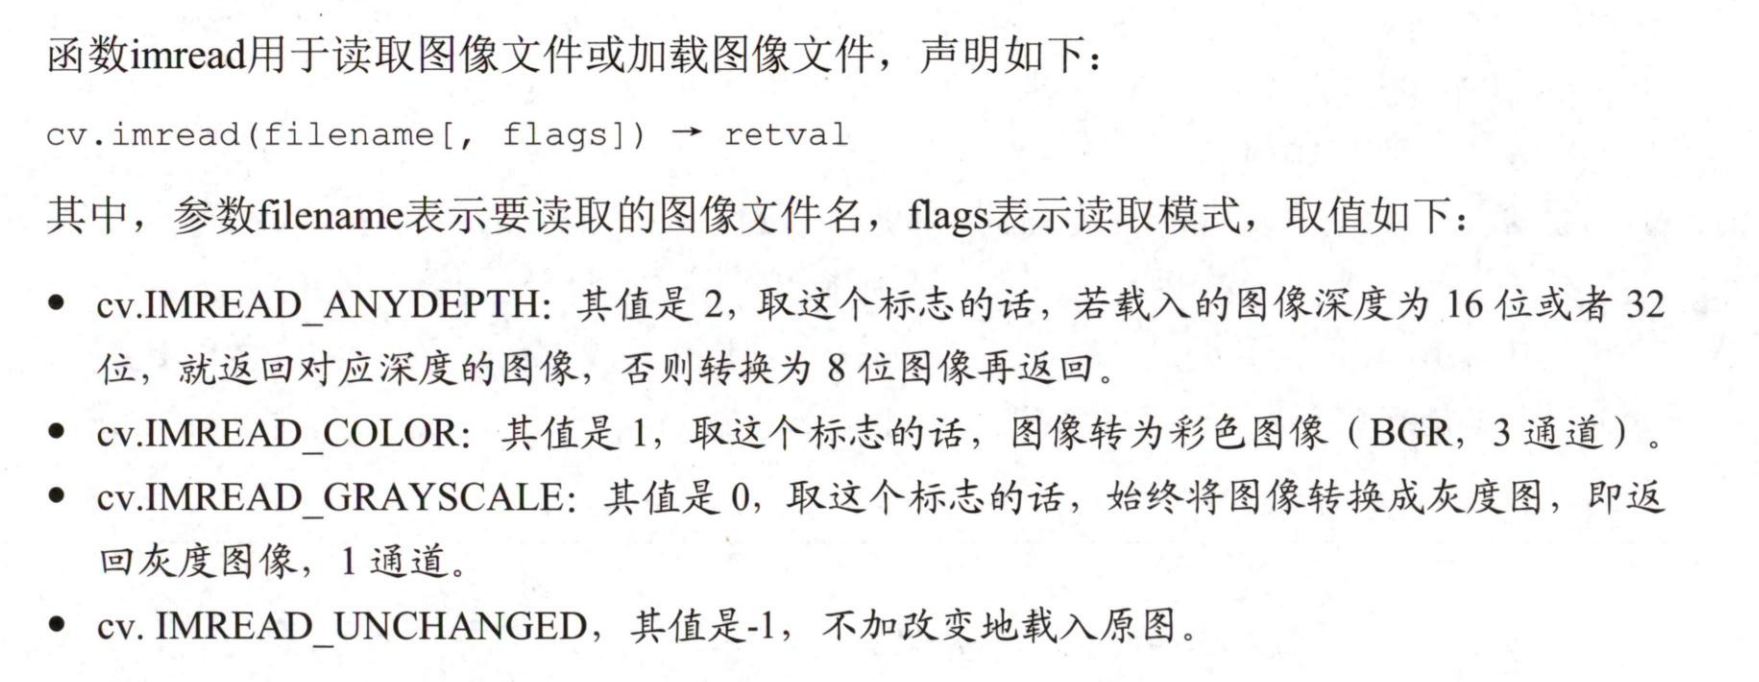 函数imread用于读取图像文件或加载图像文件，声明如下：
cv.imread(filename[, flags]) → retval
其中，参数filename表示要读取的图像文件名，flags表示读取模式，取值如下：
● cv.IMREAD_ANYDEPTH：其值是 2，取这个标志的话，若载入的图像深度为 16 位或者 32
位，就返回对应深度的图像，否则转换为 8 位图像再返回。
● cv.IMREAD_COLOR：其值是 1，取这个标志的话，图像转为彩色图像（BGR，3 通道）。
● cv.IMREAD_GRAYSCALE：其值是 0，取这个标志的话，始终将图像转换成灰度图，即返
回灰度图像，1 通道。
● cv. IMREAD_UNCHANGED，其值是-1，不加改变地载入原图。